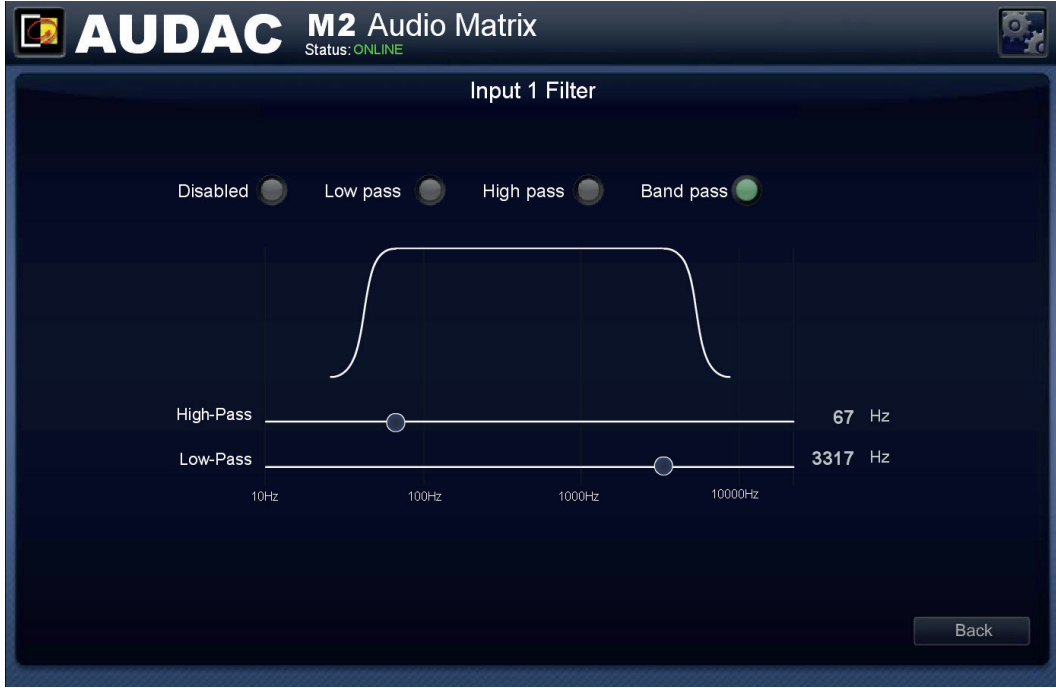 AUDAC M2 Audio Matrix
Status: ONLINE
Input 1 Filter
Disabled Low pass High pass Band pass
High-Pass 67 Hz
Low-Pass 3317 Hz
10Hz 100Hz 1000Hz 10000Hz
Back